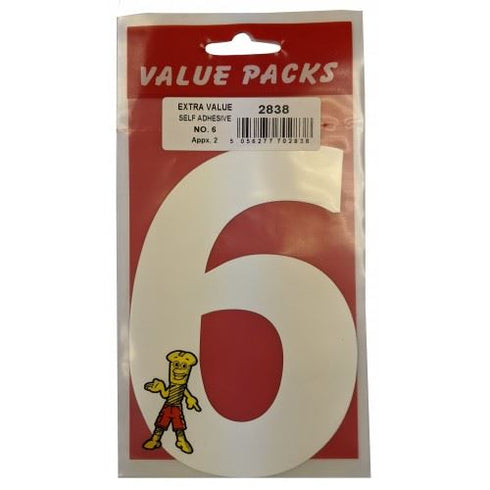 VALUE PACKS
EXTRA VALUE 2838
SELF ADHESIVE
NO. 6
Appx. 2 5 056277 702838
6